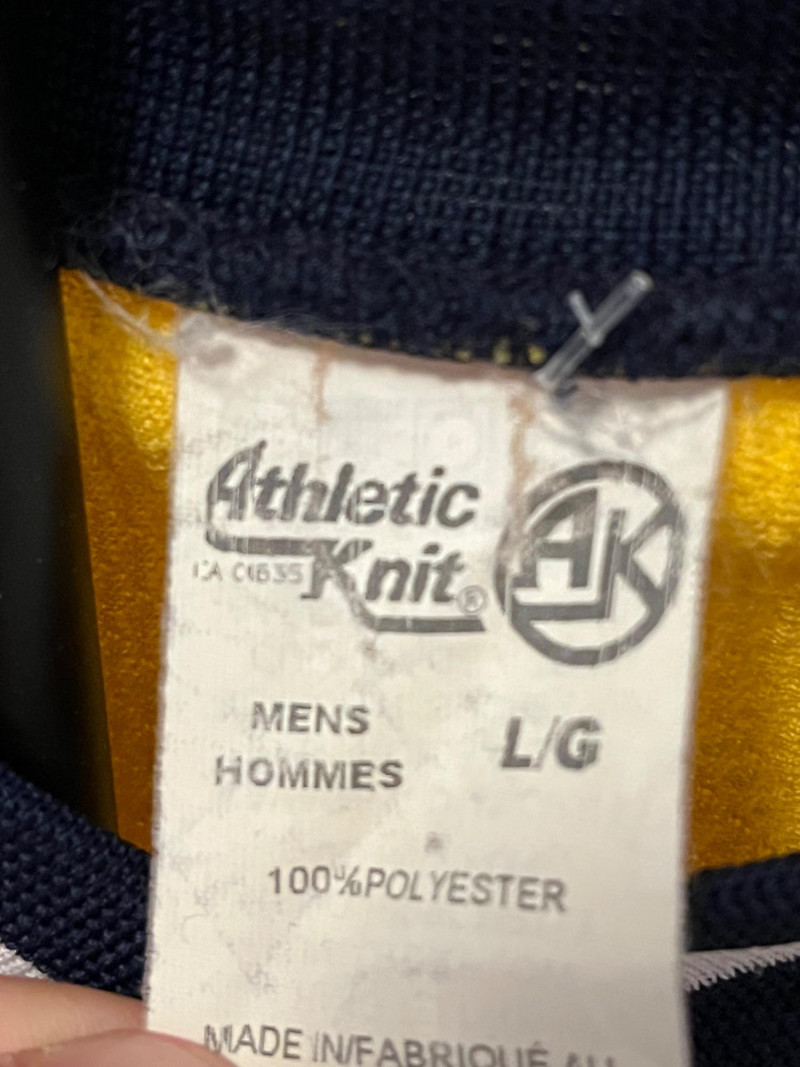 Athletic
CA 01635 Knit®
AK
MENS
HOMMES
L/G
100%POLYESTER
MADE IN/FABRIQUÉ AU